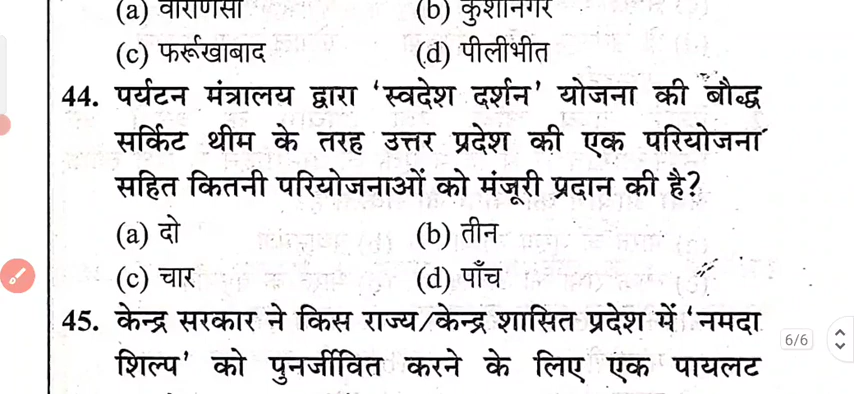 (a) वाराणसी (b) कुशीनगर
(c) फर्रूखाबाद (d) पीलीभीत
44. पर्यटन मंत्रालय द्वारा ‘स्वदेश दर्शन’ योजना की बौद्ध
सर्किट थीम के तरह उत्तर प्रदेश की एक परियोजना
सहित कितनी परियोजनाओं को मंजूरी प्रदान की है?
(a) दो (b) तीन
(c) चार (d) पाँच
45. केन्द्र सरकार ने किस राज्य/केन्द्र शासित प्रदेश में ‘नमदा
6/6
शिल्प’ को पुनर्जीवित करने के लिए एक पायलट